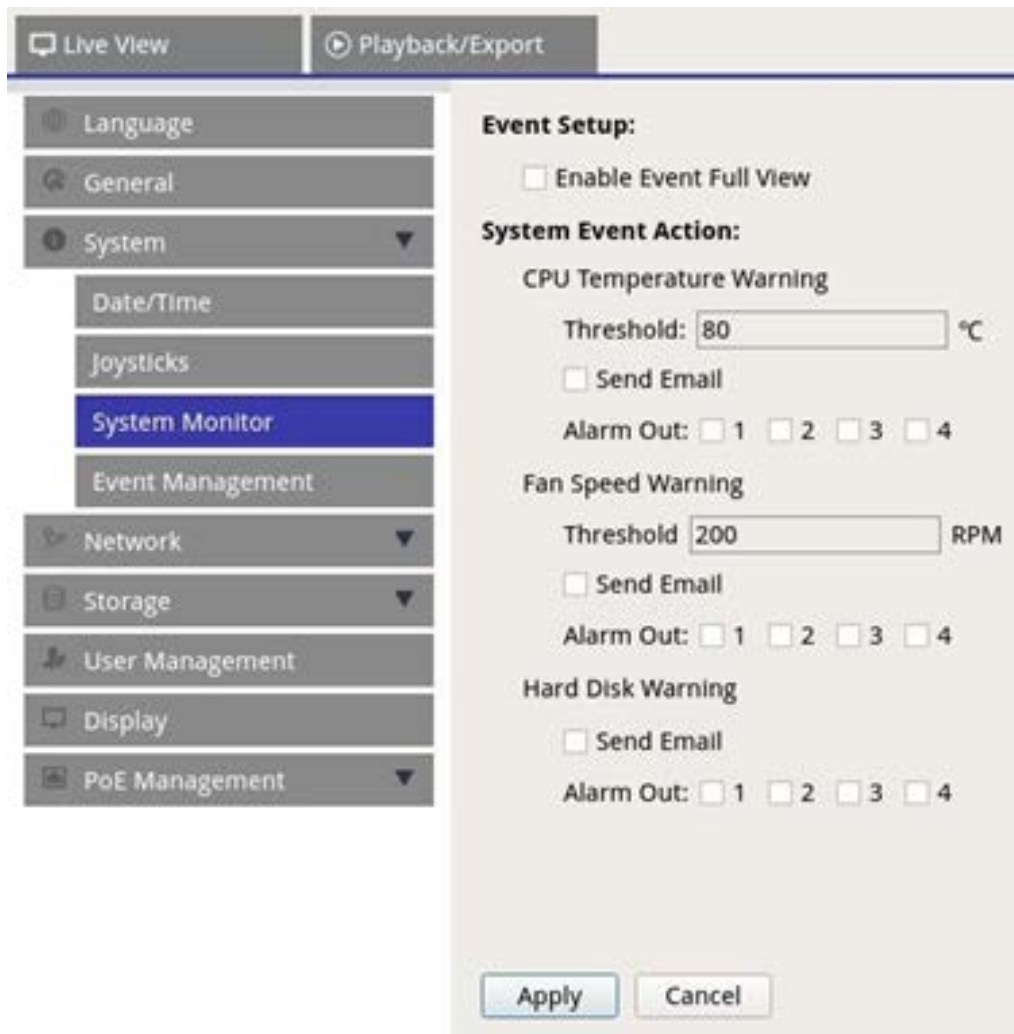 Live View
Playback/Export
Language
General
System
Date/Time
Joysticks
System Monitor
Event Management
Network
Storage
User Management
Display
PoE Management
Event Setup:
Enable Event Full View
System Event Action:
CPU Temperature Warning
Threshold: 80 °C
Send Email
Alarm Out: 1 2 3 4
Fan Speed Warning
Threshold 200 RPM
Send Email
Alarm Out: 1 2 3 4
Hard Disk Warning
Send Email
Alarm Out: 1 2 3 4
Apply
Cancel